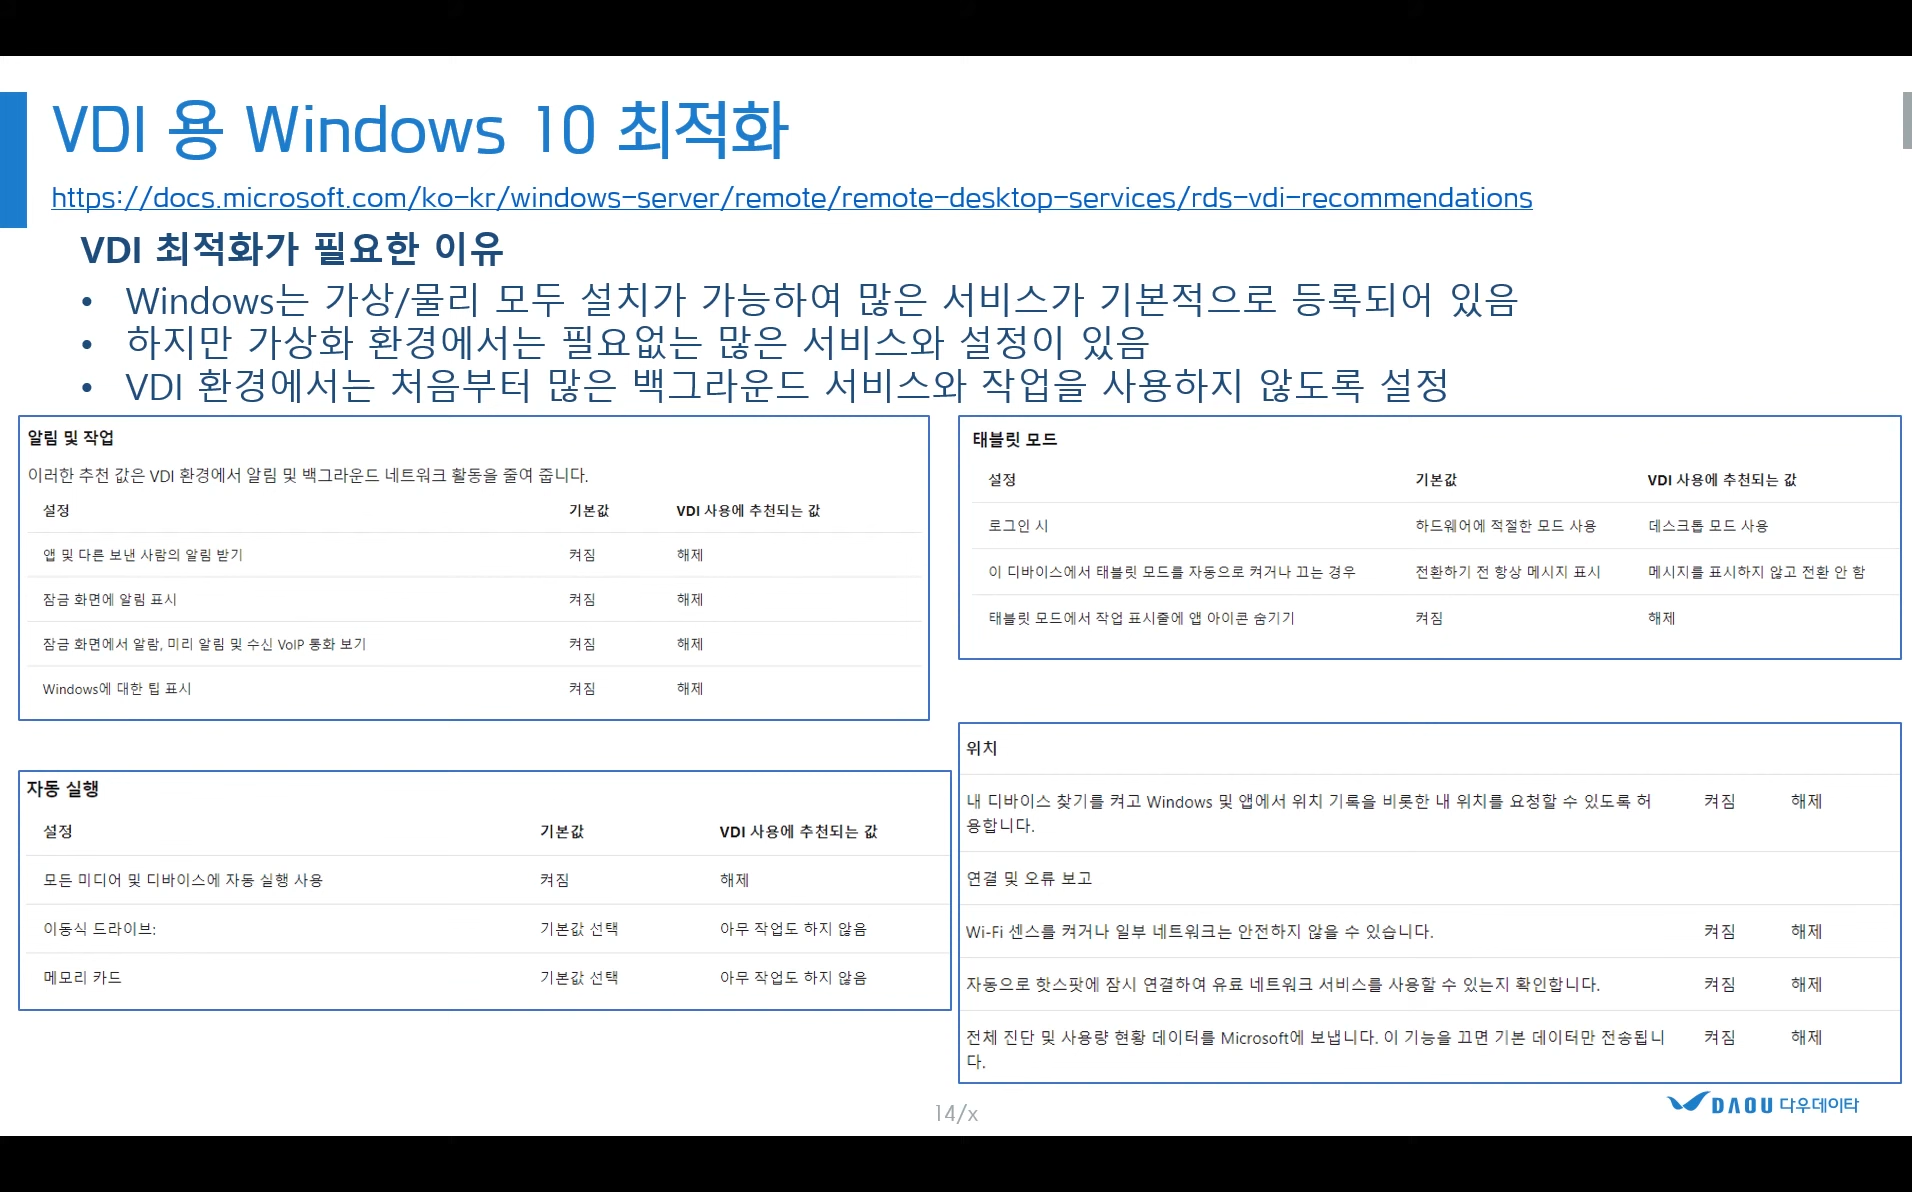 VDI 용 Windows 10 최적화
https://docs.microsoft.com/ko-kr/windows-server/remote/remote-desktop-services/rds-vdi-recommendations
VDI 최적화가 필요한 이유
• Windows는 가상/물리 모두 설치가 가능하여 많은 서비스가 기본적으로 등록되어 있음
• 하지만 가상화 환경에서는 필요없는 많은 서비스와 설정이 있음
• VDI 환경에서는 처음부터 많은 백그라운드 서비스와 작업을 사용하지 않도록 설정
알림 및 작업
이러한 추천 값은 VDI 환경에서 알림 및 백그라운드 네트워크 활동을 줄여 줍니다.
설정 기본값 VDI 사용에 추천되는 값
앱 및 다른 보낸 사람의 알림 받기 켜짐 해제
잠금 화면에 알림 표시 켜짐 해제
잠금 화면에서 알람, 미리 알림 및 수신 VoIP 통화 보기 켜짐 해제
Windows에 대한 팁 표시 켜짐 해제
태블릿 모드
설정 기본값 VDI 사용에 추천되는 값
로그인 시 하드웨어에 적절한 모드 사용 데스크톱 모드 사용
이 디바이스에서 태블릿 모드를 자동으로 켜거나 끄는 경우 전환하기 전 항상 메시지 표시 메시지를 표시하지 않고 전환 안 함
태블릿 모드에서 작업 표시줄에 앱 아이콘 숨기기 켜짐 해제
자동 실행
설정 기본값 VDI 사용에 추천되는 값
모든 미디어 및 디바이스에 자동 실행 사용 켜짐 해제
이동식 드라이브: 기본값 선택 아무 작업도 하지 않음
메모리 카드 기본값 선택 아무 작업도 하지 않음
위치
내 디바이스 찾기를 켜고 Windows 및 앱에서 위치 기록을 비롯한 내 위치를 요청할 수 있도록 허 켜짐 해제
용합니다.
연결 및 오류 보고
Wi-Fi 센스를 켜거나 일부 네트워크는 안전하지 않을 수 있습니다. 켜짐 해제
자동으로 핫스팟에 잠시 연결하여 유료 네트워크 서비스를 사용할 수 있는지 확인합니다. 켜짐 해제
전체 진단 및 사용량 현황 데이터를 Microsoft에 보냅니다. 이 기능을 끄면 기본 데이터만 전송됩니 켜짐 해제
다.
14/x
DAOU 다우데이타